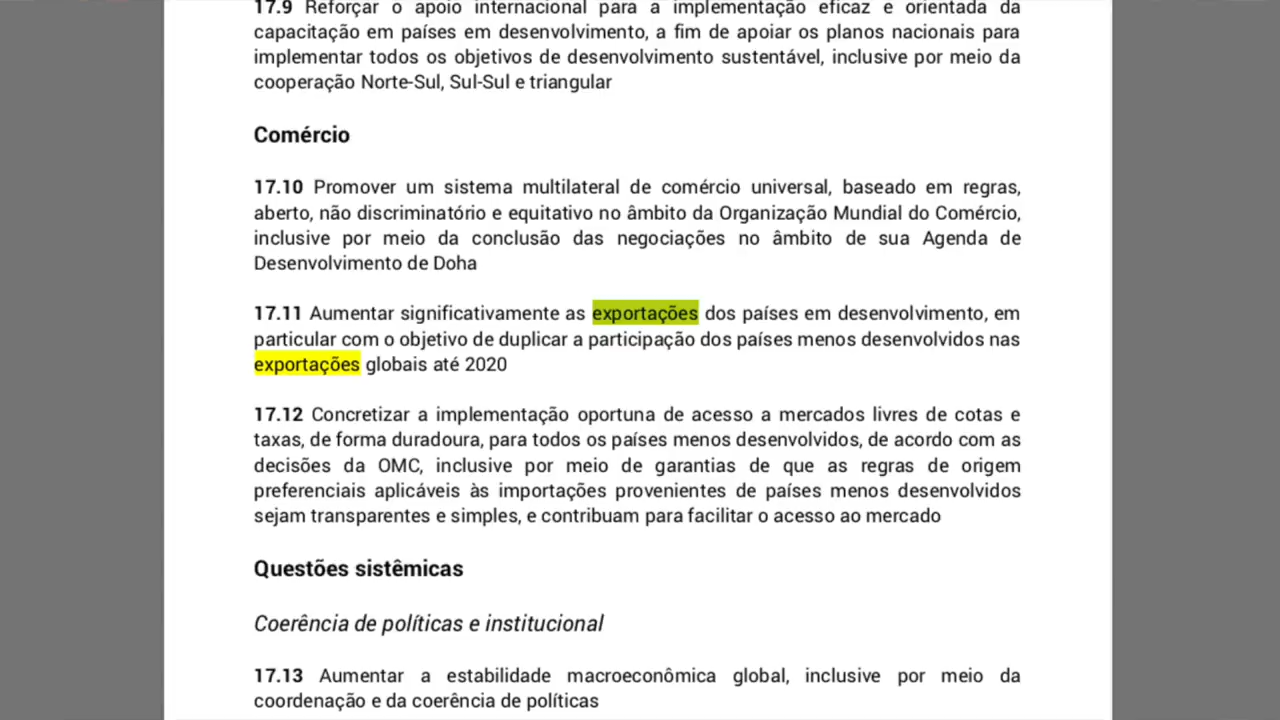 17.9 Reforçar o apoio internacional para a implementação eficaz e orientada da
capacitação em países em desenvolvimento, a fim de apoiar os planos nacionais para
implementar todos os objetivos de desenvolvimento sustentável, inclusive por meio da
cooperação Norte-Sul, Sul-Sul e triangular
Comércio
17.10 Promover um sistema multilateral de comércio universal, baseado em regras,
aberto, não discriminatório e equitativo no âmbito da Organização Mundial do Comércio,
inclusive por meio da conclusão das negociações no âmbito de sua Agenda de
Desenvolvimento de Doha
17.11 Aumentar significativamente as exportações dos países em desenvolvimento, em
particular com o objetivo de duplicar a participação dos países menos desenvolvidos nas
exportações globais até 2020
17.12 Concretizar a implementação oportuna de acesso a mercados livres de cotas e
taxas, de forma duradoura, para todos os países menos desenvolvidos, de acordo com as
decisões da OMC, inclusive por meio de garantias de que as regras de origem
preferenciais aplicáveis às importações provenientes de países menos desenvolvidos
sejam transparentes e simples, e contribuam para facilitar o acesso ao mercado
Questões sistêmicas
Coerência de políticas e institucional
17.13 Aumentar a estabilidade macroeconômica global, inclusive por meio da
coordenação e da coerência de políticas